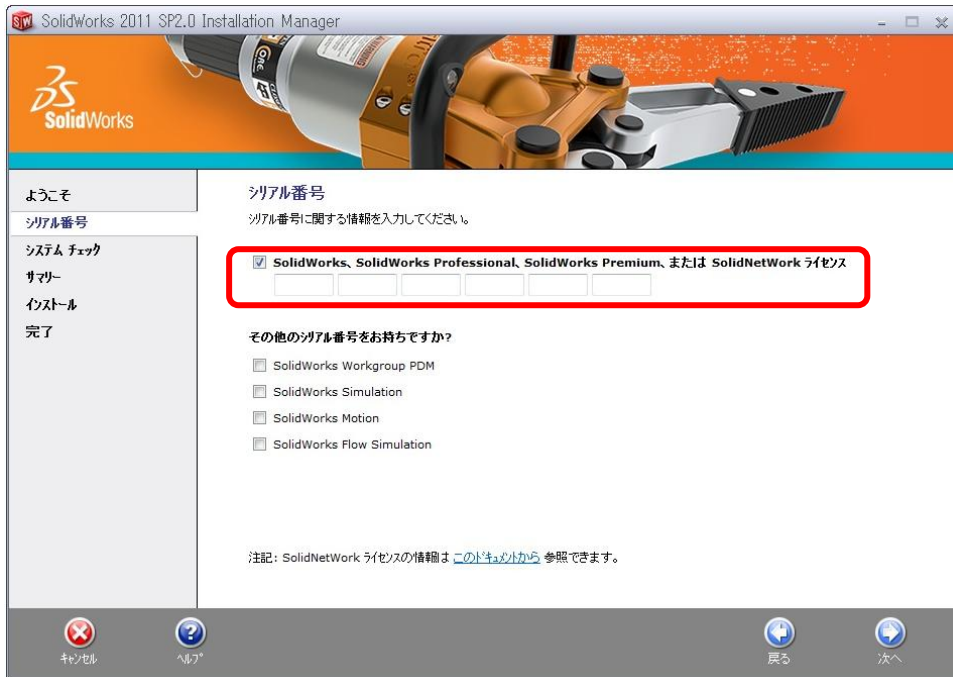 SolidWorks 2011 SP2.0 Installation Manager
CORE
SolidWorks
ようこそ
シリアル番号
システム チェック
サマリー
インストール
完了
シリアル番号
シリアル番号に関する情報を入力してください。
SolidWorks、SolidWorks Professional、SolidWorks Premium、または SolidNetWork ライセンス
その他のシリアル番号をお持ちですか?
SolidWorks Workgroup PDM
SolidWorks Simulation
SolidWorks Motion
SolidWorks Flow Simulation
注記: SolidNetWork ライセンスの情報は このドキュメントから 参照できます。
キャンセル
ヘルプ
戻る
次へ